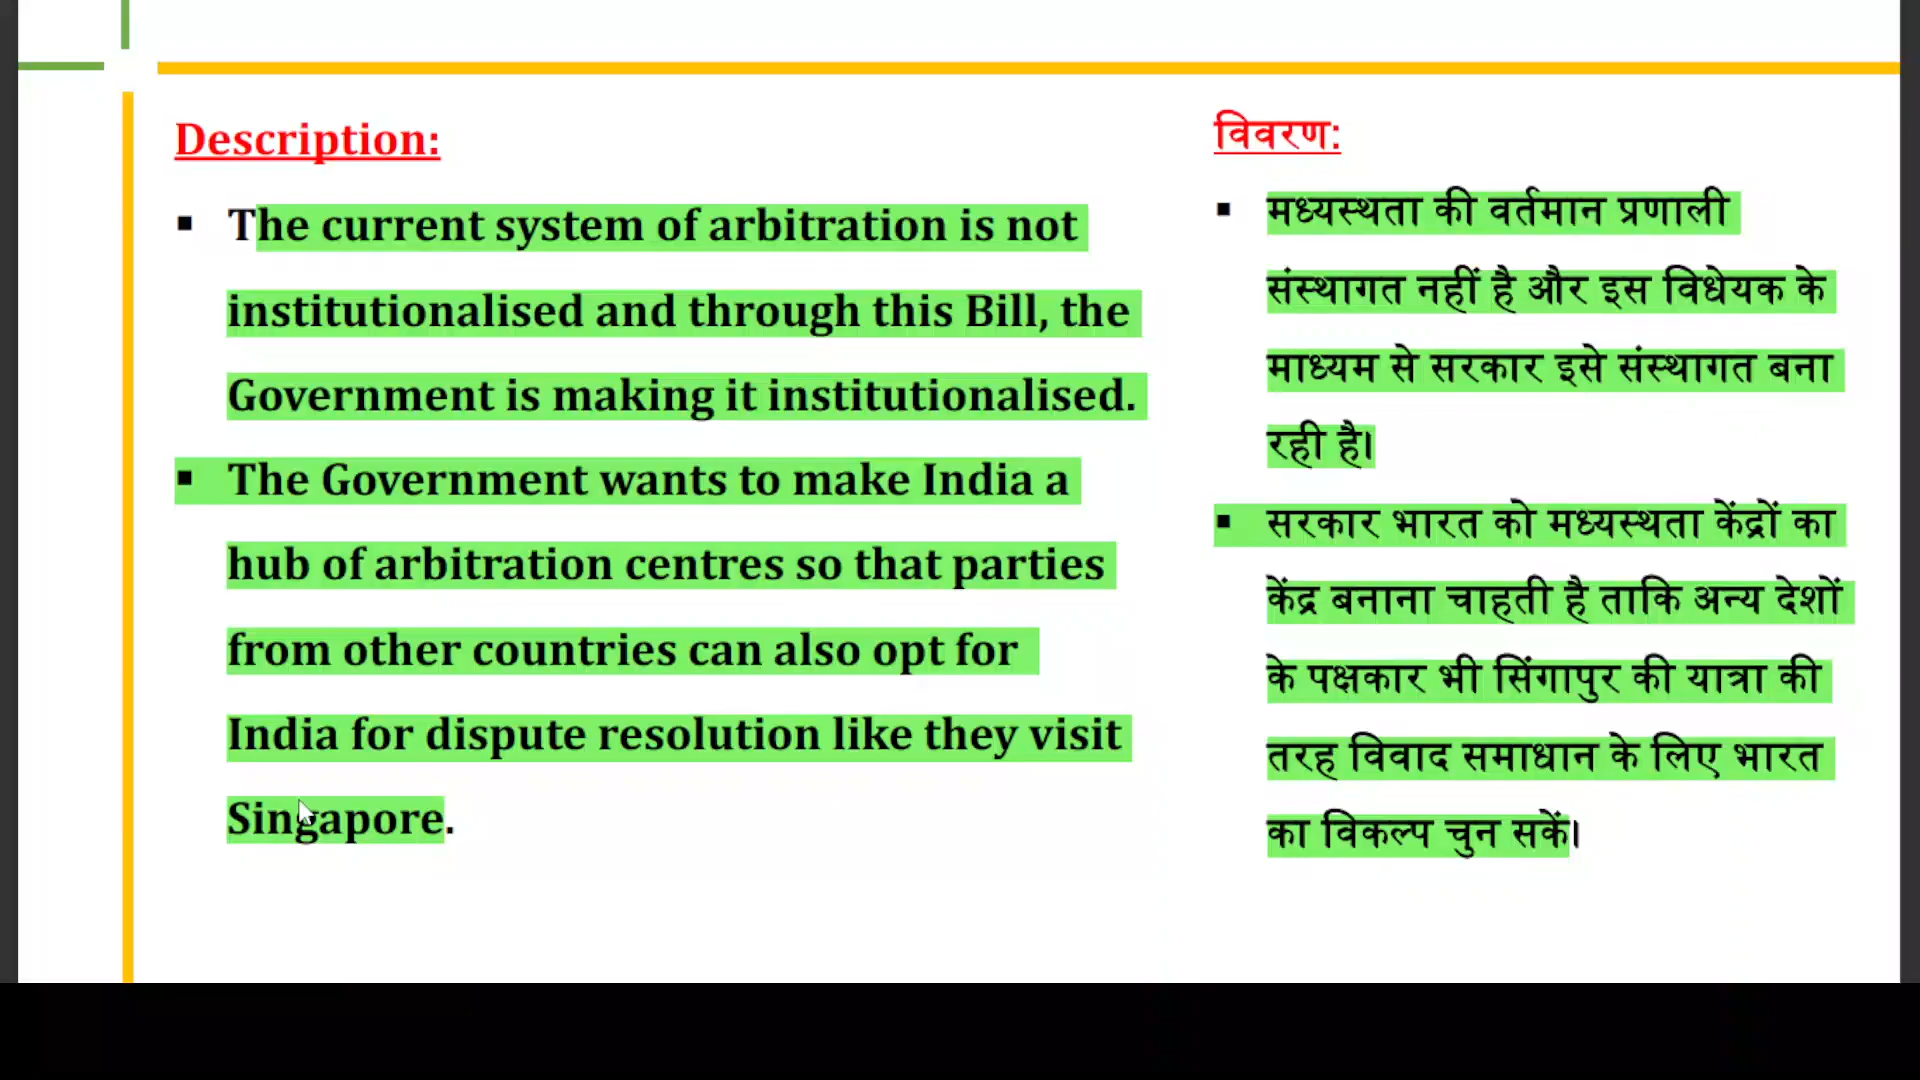 Description:
▪ The current system of arbitration is not
institutionalised and through this Bill, the
Government is making it institutionalised.
▪ The Government wants to make India a
hub of arbitration centres so that parties
from other countries can also opt for
India for dispute resolution like they visit
Singapore.
विवरण:
▪ मध्यस्थता की वर्तमान प्रणाली
संस्थागत नहीं है और इस विधेयक के
माध्यम से सरकार इसे संस्थागत बना
रही है।
▪ सरकार भारत को मध्यस्थता केंद्रों का
केंद्र बनाना चाहती है ताकि अन्य देशों
के पक्षकार भी सिंगापुर की यात्रा की
तरह विवाद समाधान के लिए भारत
का विकल्प चुन सकें।